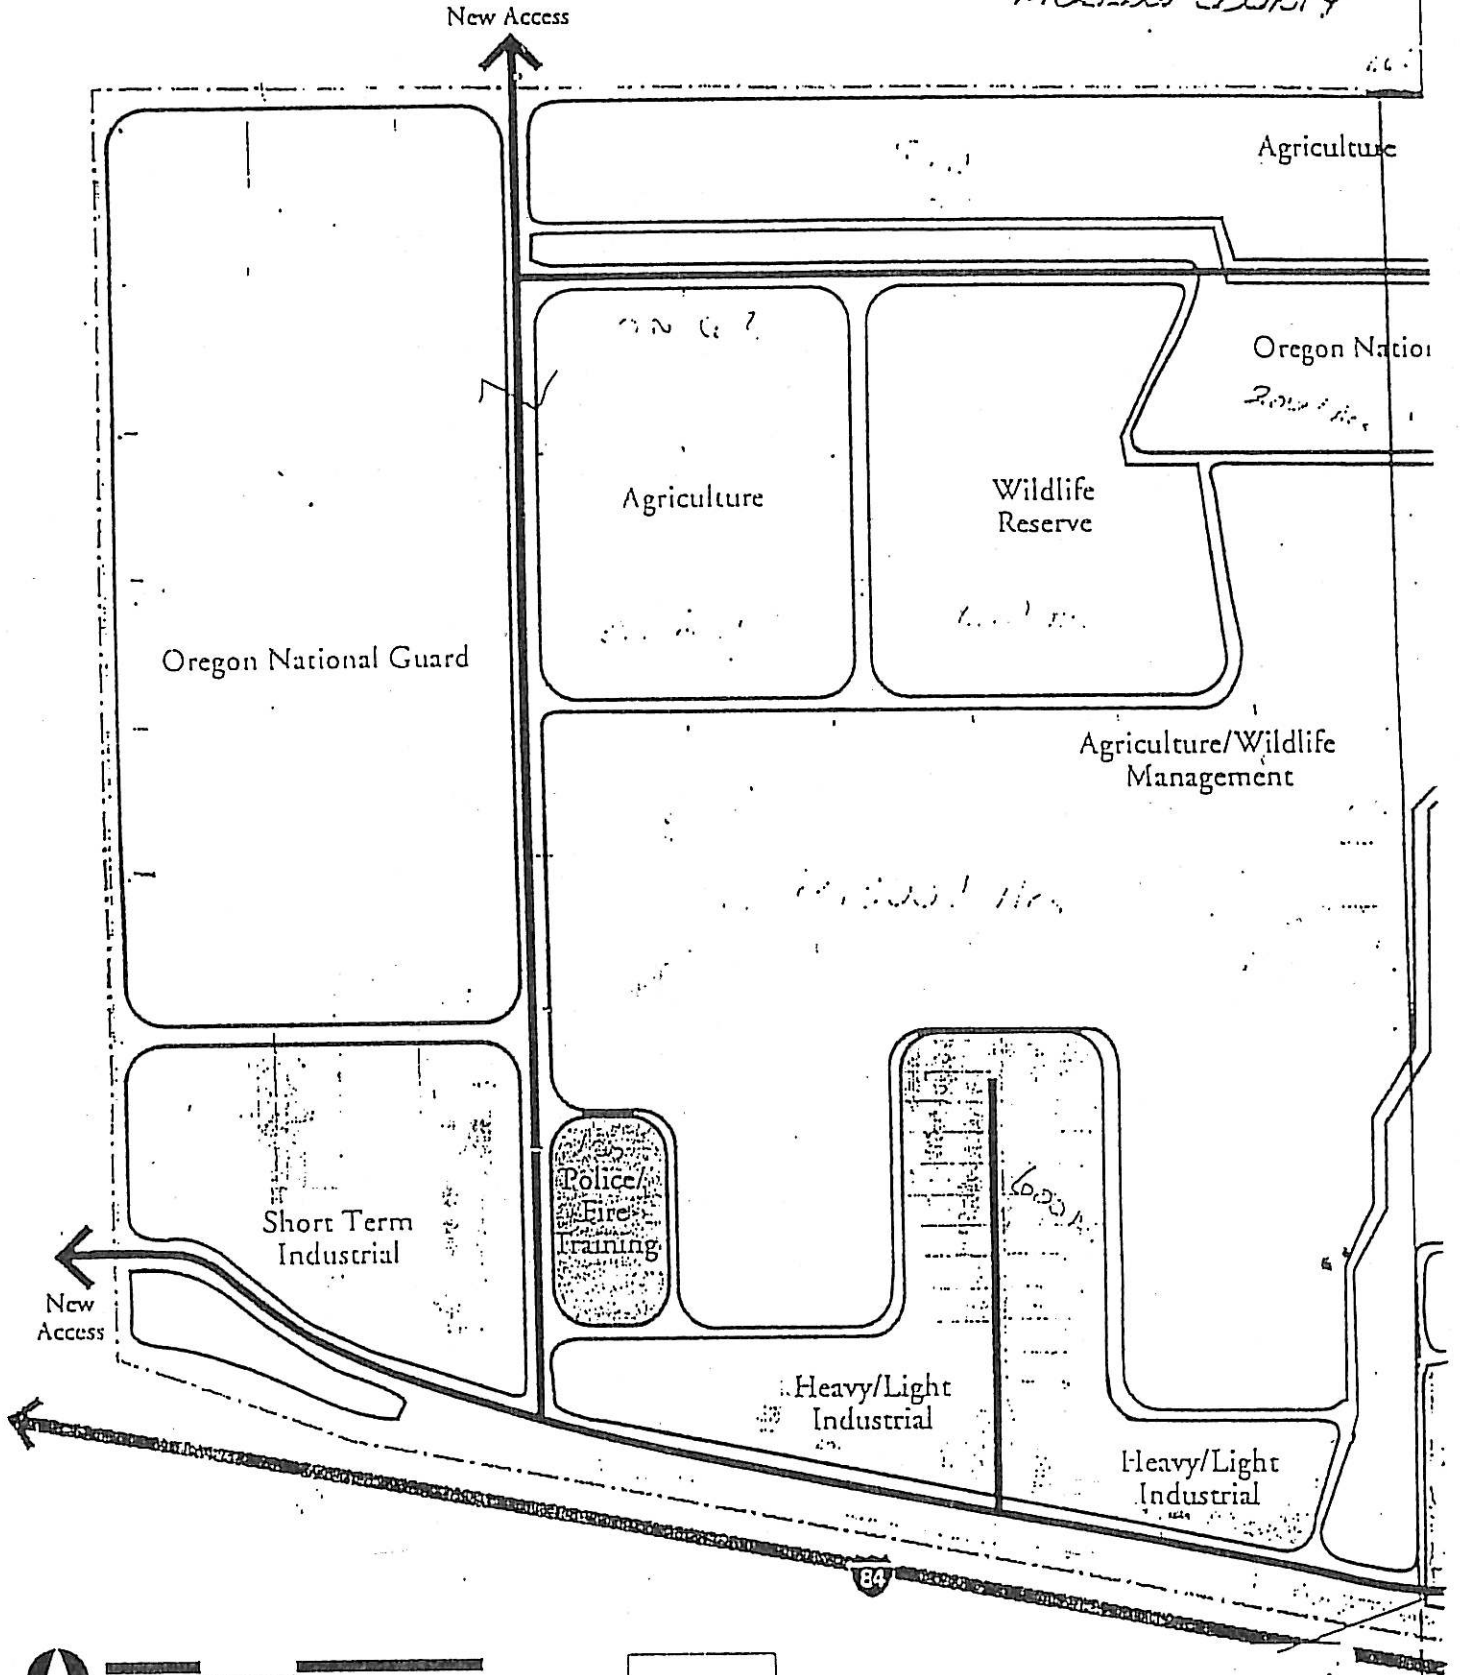 New Access
Agriculture
Oregon Nation
Agriculture
Wildlife
Reserve
Oregon National Guard
Agriculture/Wildlife
Management
Police/
Fire
Training
Short Term
Industrial
New
Access
Heavy/Light
Industrial
Heavy/Light
Industrial
84